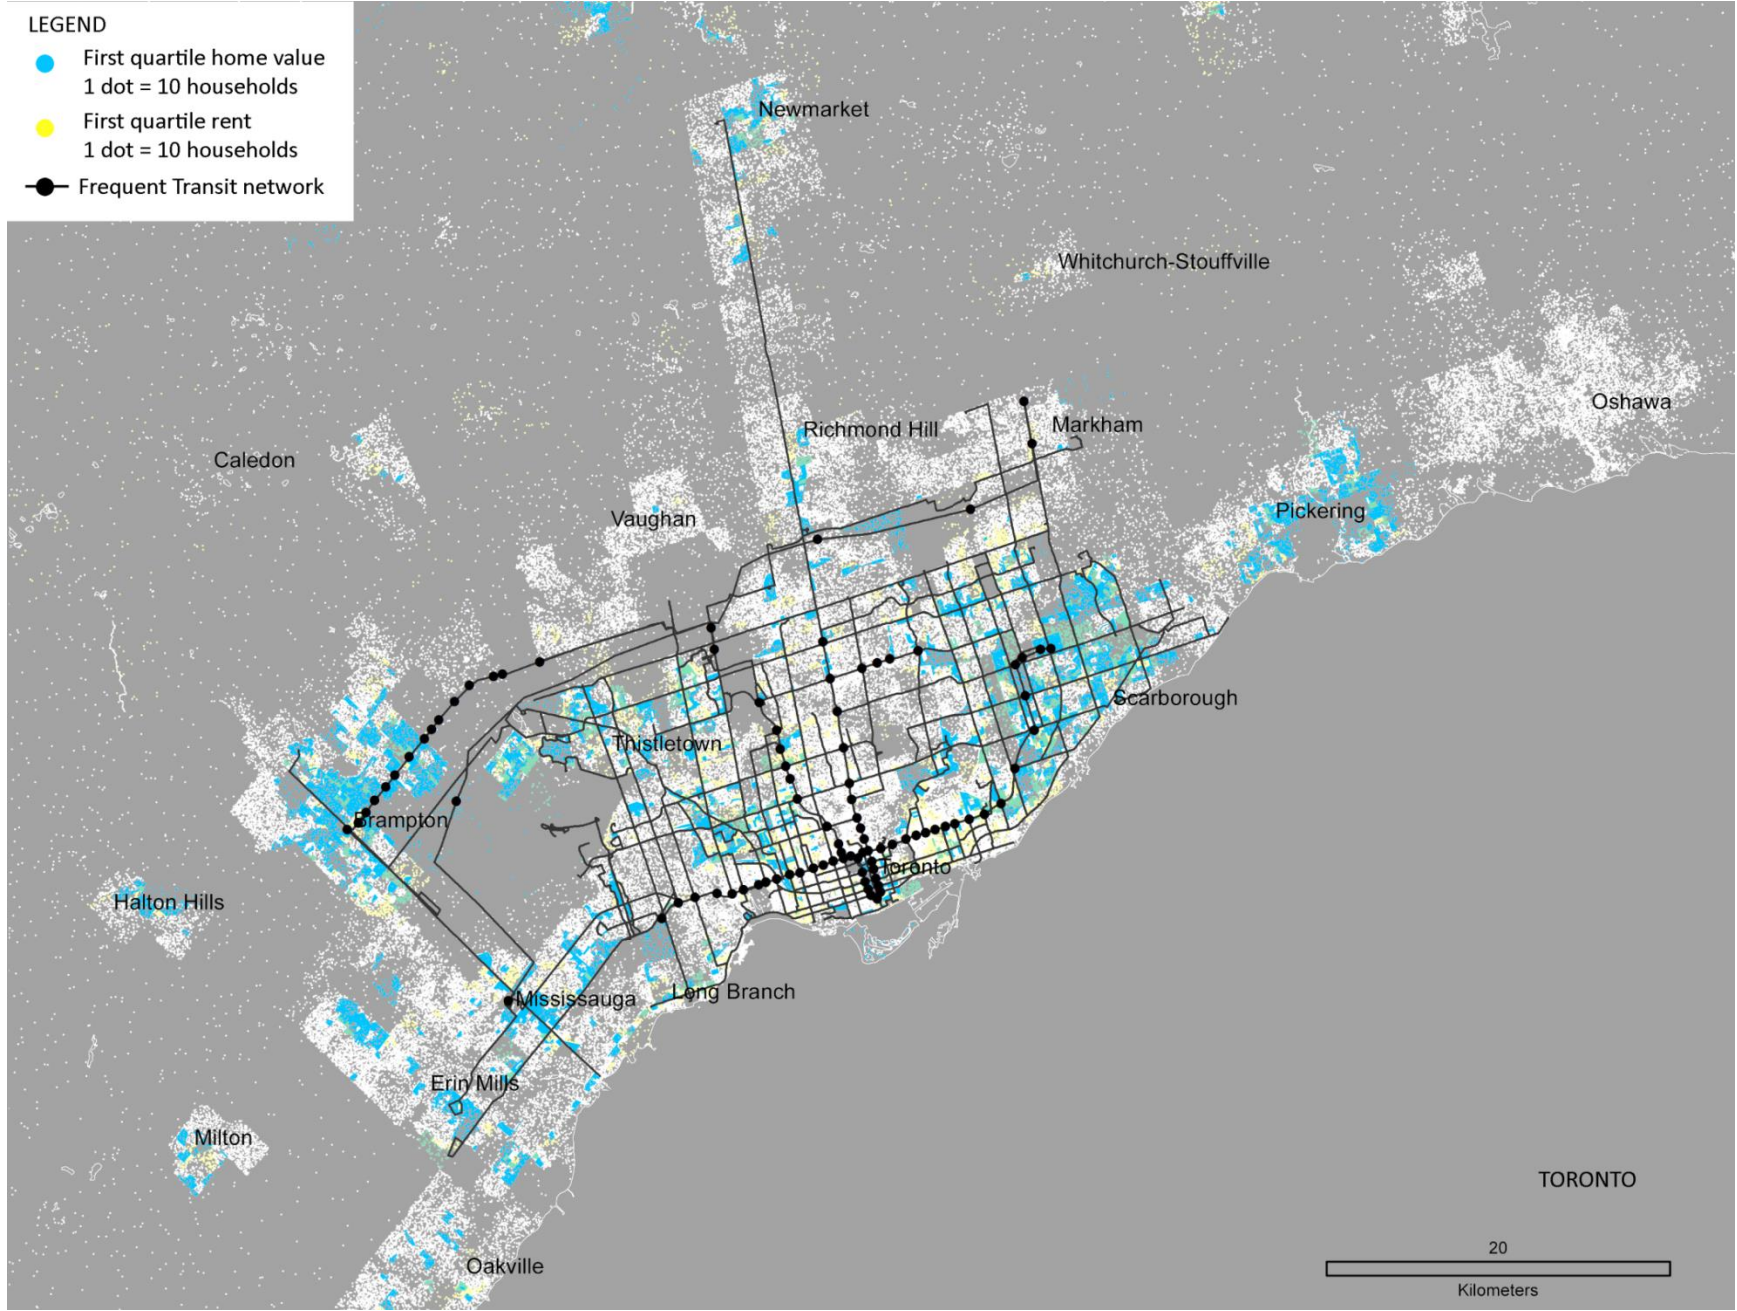 LEGEND
First quartile home value
1 dot = 10 households
First quartile rent
1 dot = 10 households
Frequent Transit network
Newmarket
Whitchurch-Stouffville
Oshawa
Richmond Hill
Markham
Caledon
Vaughan
Pickering
Scarborough
Thistletown
Brampton
Toronto
Halton Hills
Long Branch
Mississauga
Erin Mills
Milton
TORONTO
Oakville
20
Kilometers